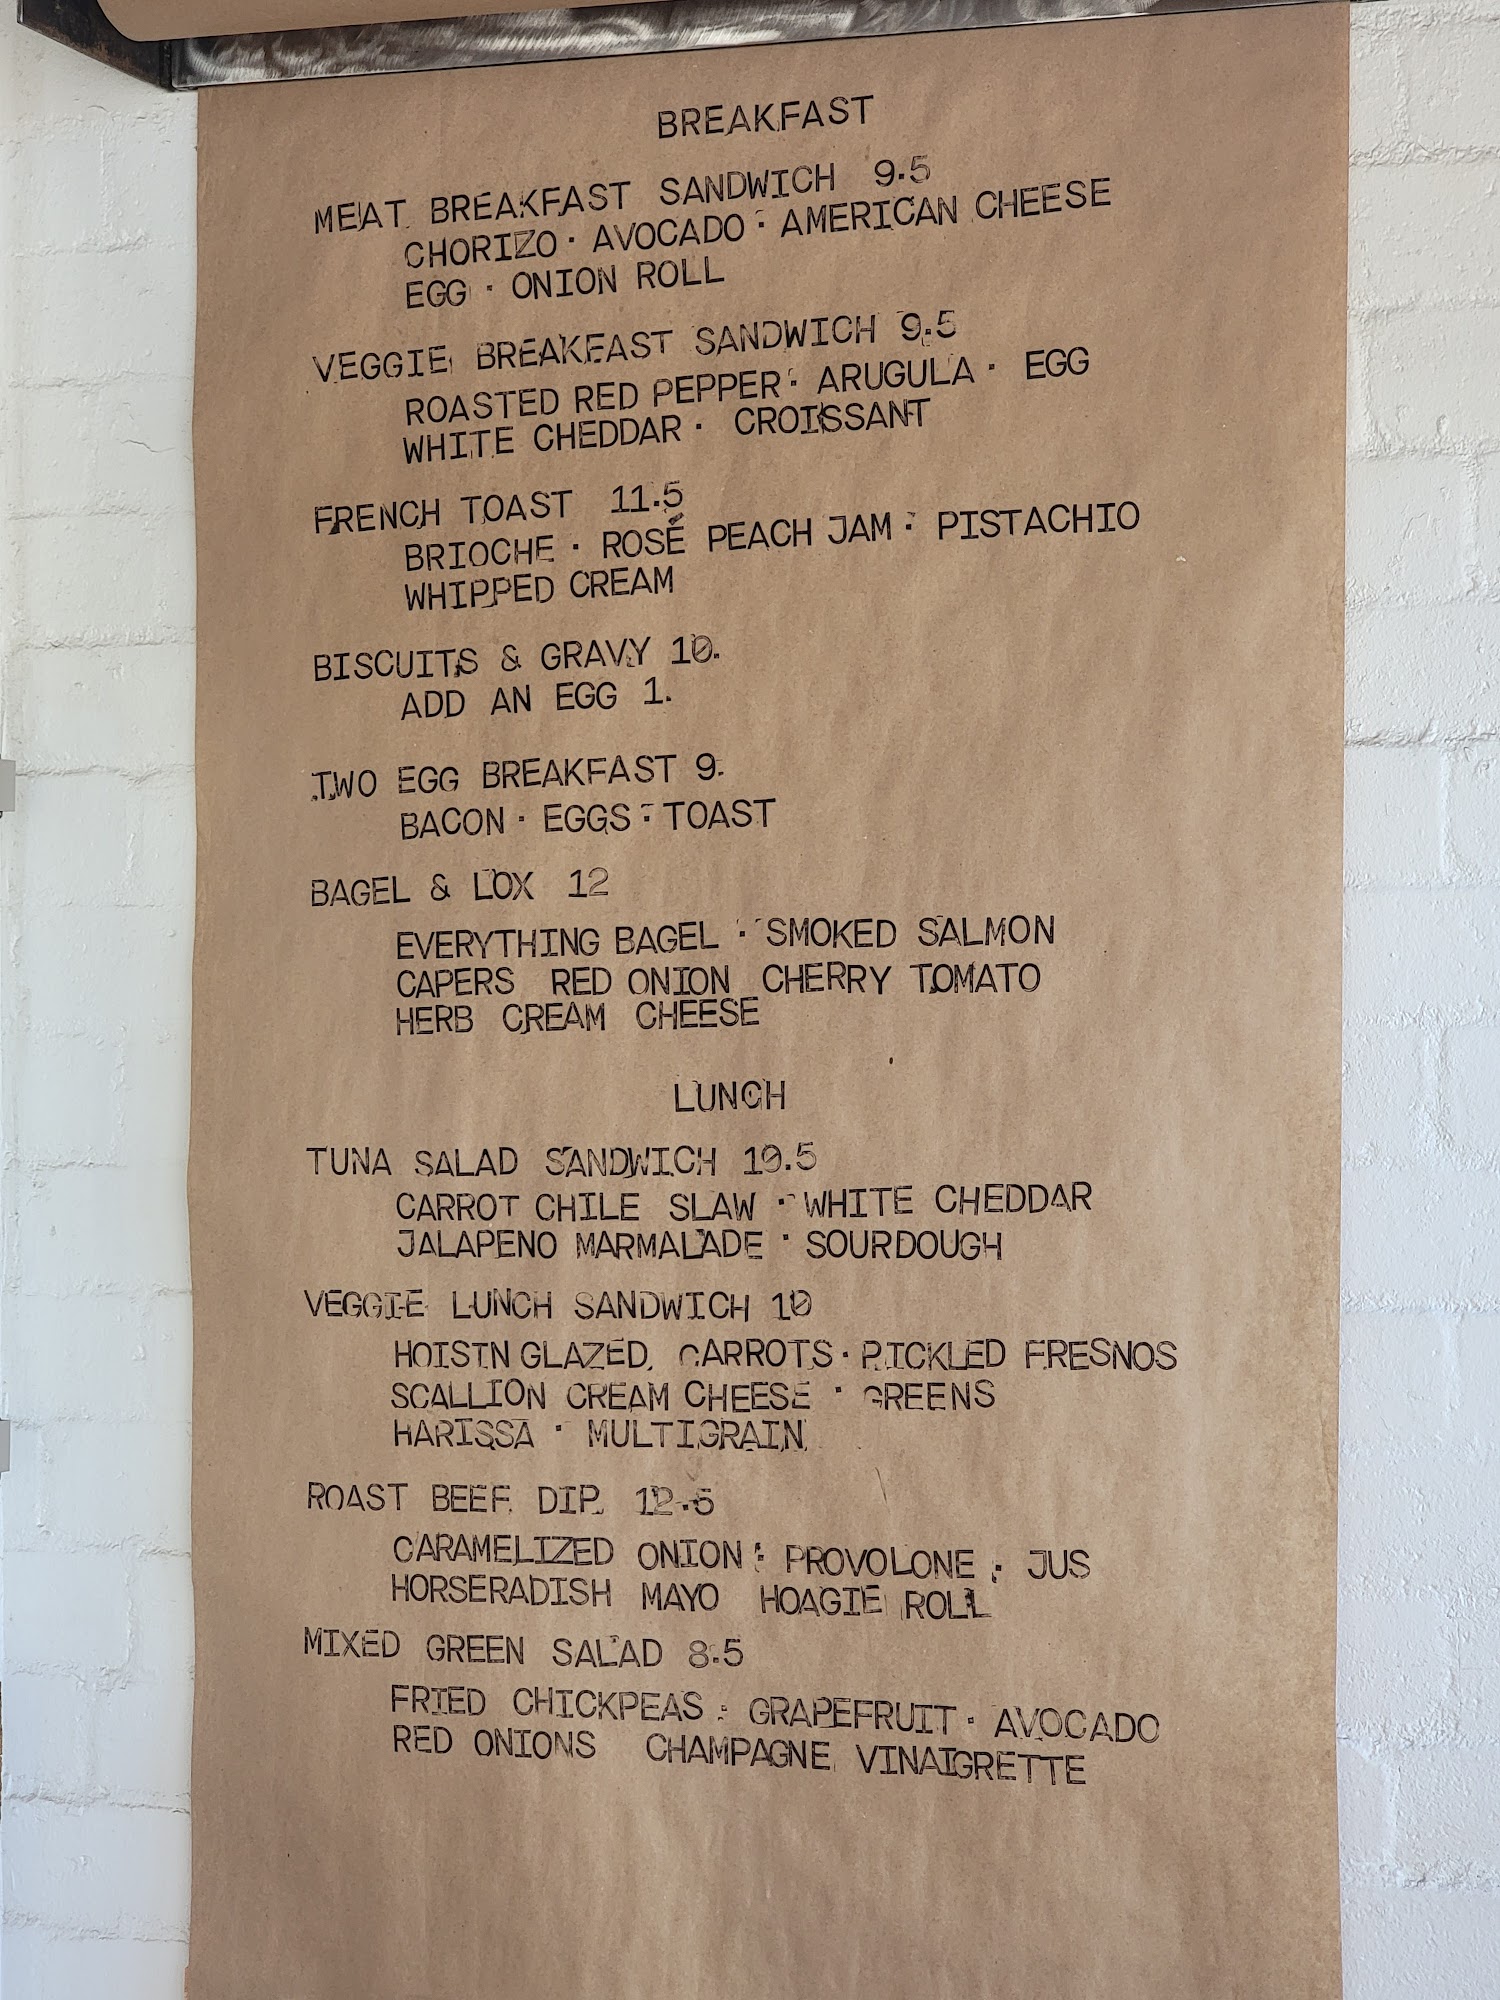 BREAKFAST
MEAT BREAKFAST SANDWICH 9.5
CHORIZO · AVOCADO · AMERICAN CHEESE
EGG · ONION ROLL
VEGGIE BREAKFAST SANDWICH 9.5
ROASTED RED PEPPER · ARUGULA · EGG
WHITE CHEDDAR · CROISSANT
FRENCH TOAST 11.5
BRIOCHE · ROSÉ PEACH JAM · PISTACHIO
WHIPPED CREAM
BISCUITS & GRAVY 10.
ADD AN EGG 1.
TWO EGG BREAKFAST 9.
BACON · EGGS · TOAST
BAGEL & LOX 12
EVERYTHING BAGEL · SMOKED SALMON
CAPERS RED ONION CHERRY TOMATO
HERB CREAM CHEESE
LUNCH
TUNA SALAD SANDWICH 10.5
CARROT CHILE SLAW · WHITE CHEDDAR
JALAPENO MARMALADE · SOURDOUGH
VEGGIE LUNCH SANDWICH 10
HOISIN GLAZED CARROTS · PICKLED FRESNOS
SCALLION CREAM CHEESE · GREENS
HARISSA · MULTIGRAIN
ROAST BEEF DIP 12.5
CARAMELIZED ONION · PROVOLONE · JUS
HORSERADISH MAYO HOAGIE ROLL
MIXED GREEN SALAD 8.5
FRIED CHICKPEAS · GRAPEFRUIT · AVOCADO
RED ONIONS CHAMPAGNE VINAIGRETTE